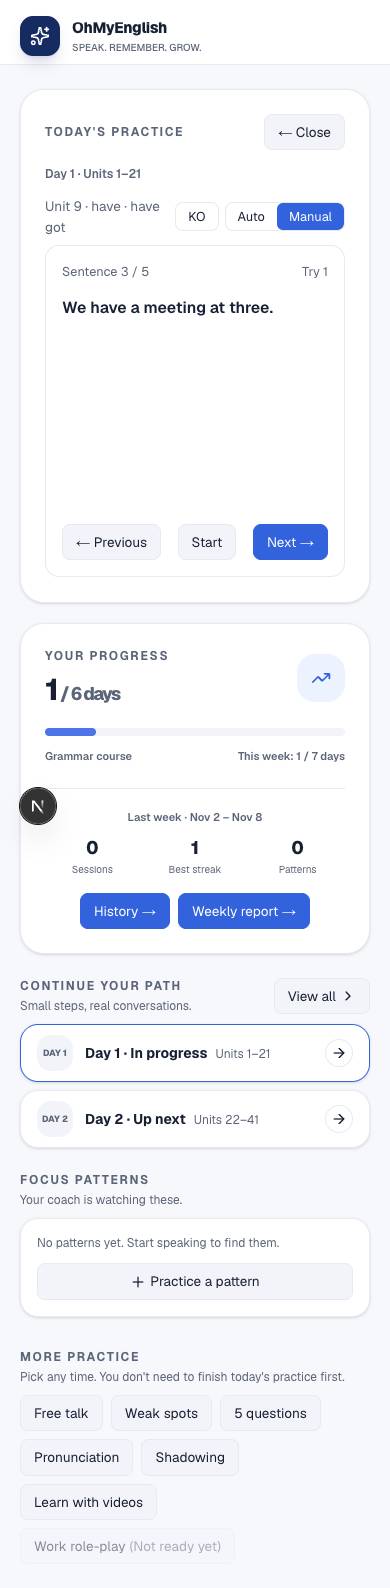 OhMyEnglish
SPEAK. REMEMBER. GROW.
TODAY'S PRACTICE
← Close
Day 1 · Units 1–21
Unit 9 · have · have got
KO
Auto
Manual
Sentence 3 / 5
Try 1
We have a meeting at three.
← Previous
Start
Next →
YOUR PROGRESS
1 / 6 days
Grammar course
This week: 1 / 7 days
N
Last week · Nov 2 – Nov 8
0
1
0
Sessions
Best streak
Patterns
History →
Weekly report →
CONTINUE YOUR PATH
Small steps, real conversations.
View all
DAY 1
Day 1 · In progress Units 1–21
DAY 2
Day 2 · Up next Units 22–41
FOCUS PATTERNS
Your coach is watching these.
No patterns yet. Start speaking to find them.
Practice a pattern
MORE PRACTICE
Pick any time. You don't need to finish today's practice first.
Free talk
Weak spots
5 questions
Pronunciation
Shadowing
Learn with videos
Work role-play (Not ready yet)